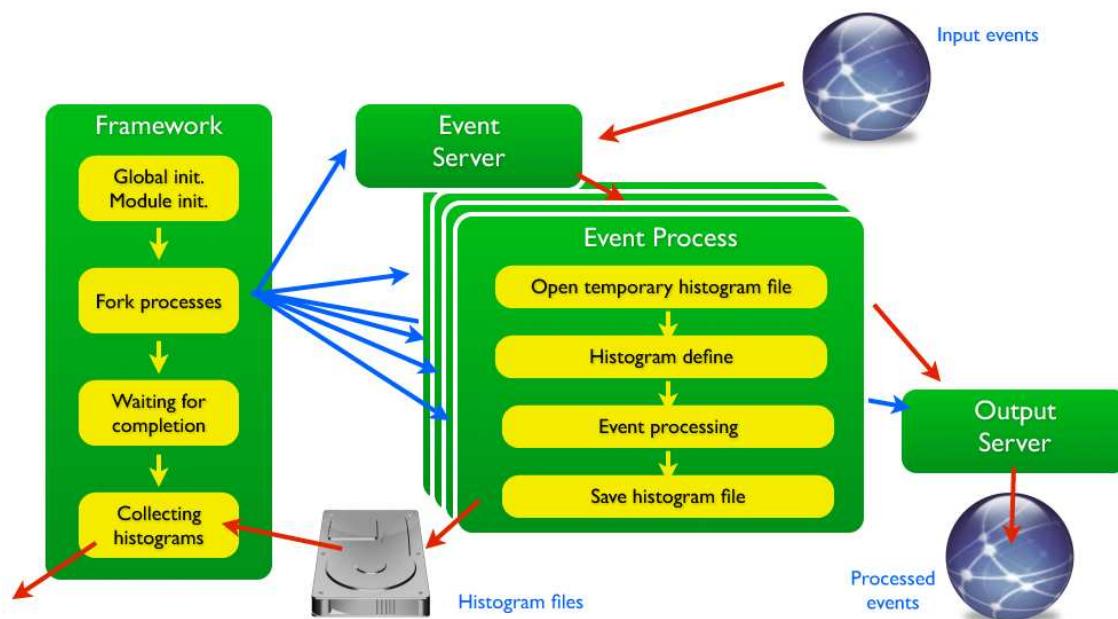 Input events
Framework
Global init.
Module init.
Fork processes
Waiting for
completion
Collecting
histograms
Event
Server
Event Process
Open temporary histogram file
Histogram define
Event processing
Save histogram file
Output
Server
Histogram files
Processed
events